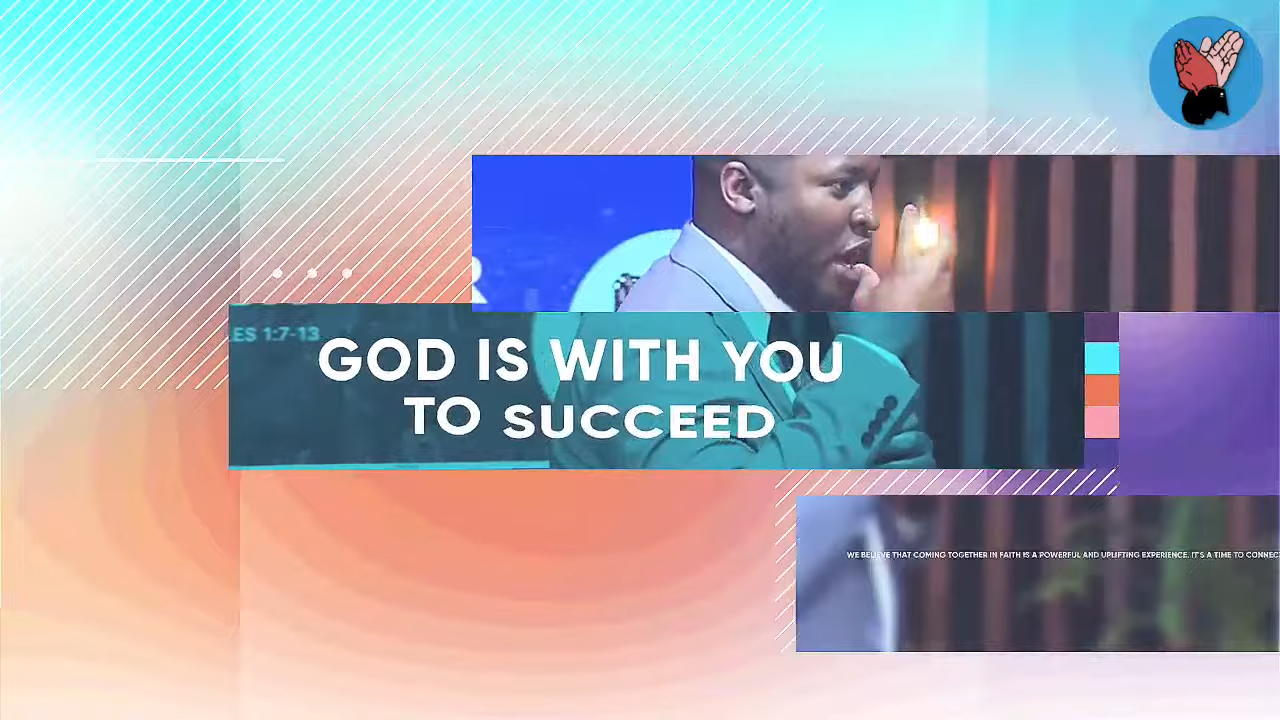 ES 1:7-13
GOD IS WITH YOU
TO SUCCEED
WE BELIEVE THAT COMING TOGETHER IN FAITH IS A POWERFUL AND UPLIFTING EXPERIENCE. IT'S A TIME TO CONNEC